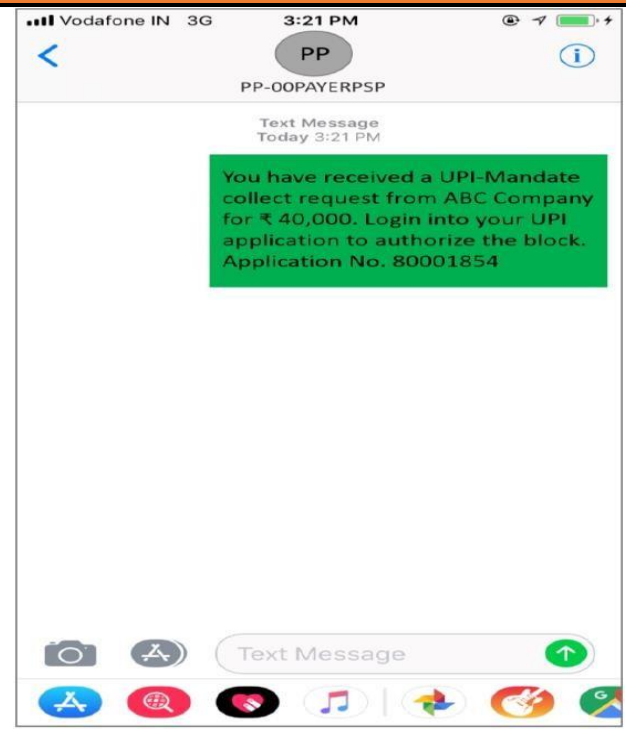 Vodafone IN 3G 3:21 PM
PP
i
PP-OOPAYERPSP
Text Message
Today 3:21 PM
You have received a UPI-Mandate
collect request from ABC Company
for ₹ 40,000. Login into your UPI
application to authorize the block.
Application No. 80001854
Text Message
G